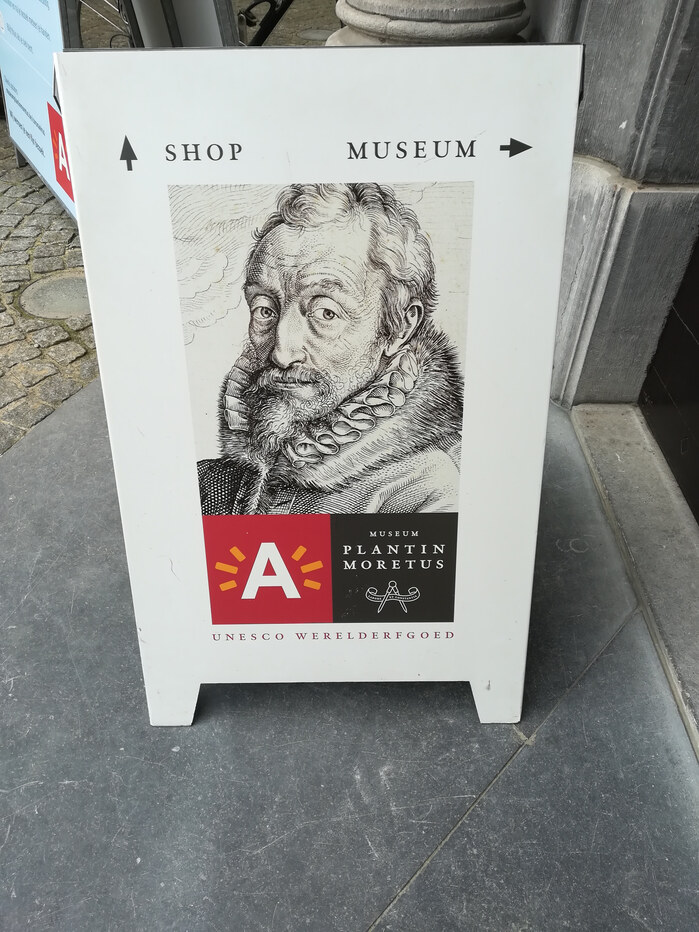 SHOP MUSEUM
A
MUSEUM
PLANTIN
MORETUS
UNESCO WERELDERFGOED
A